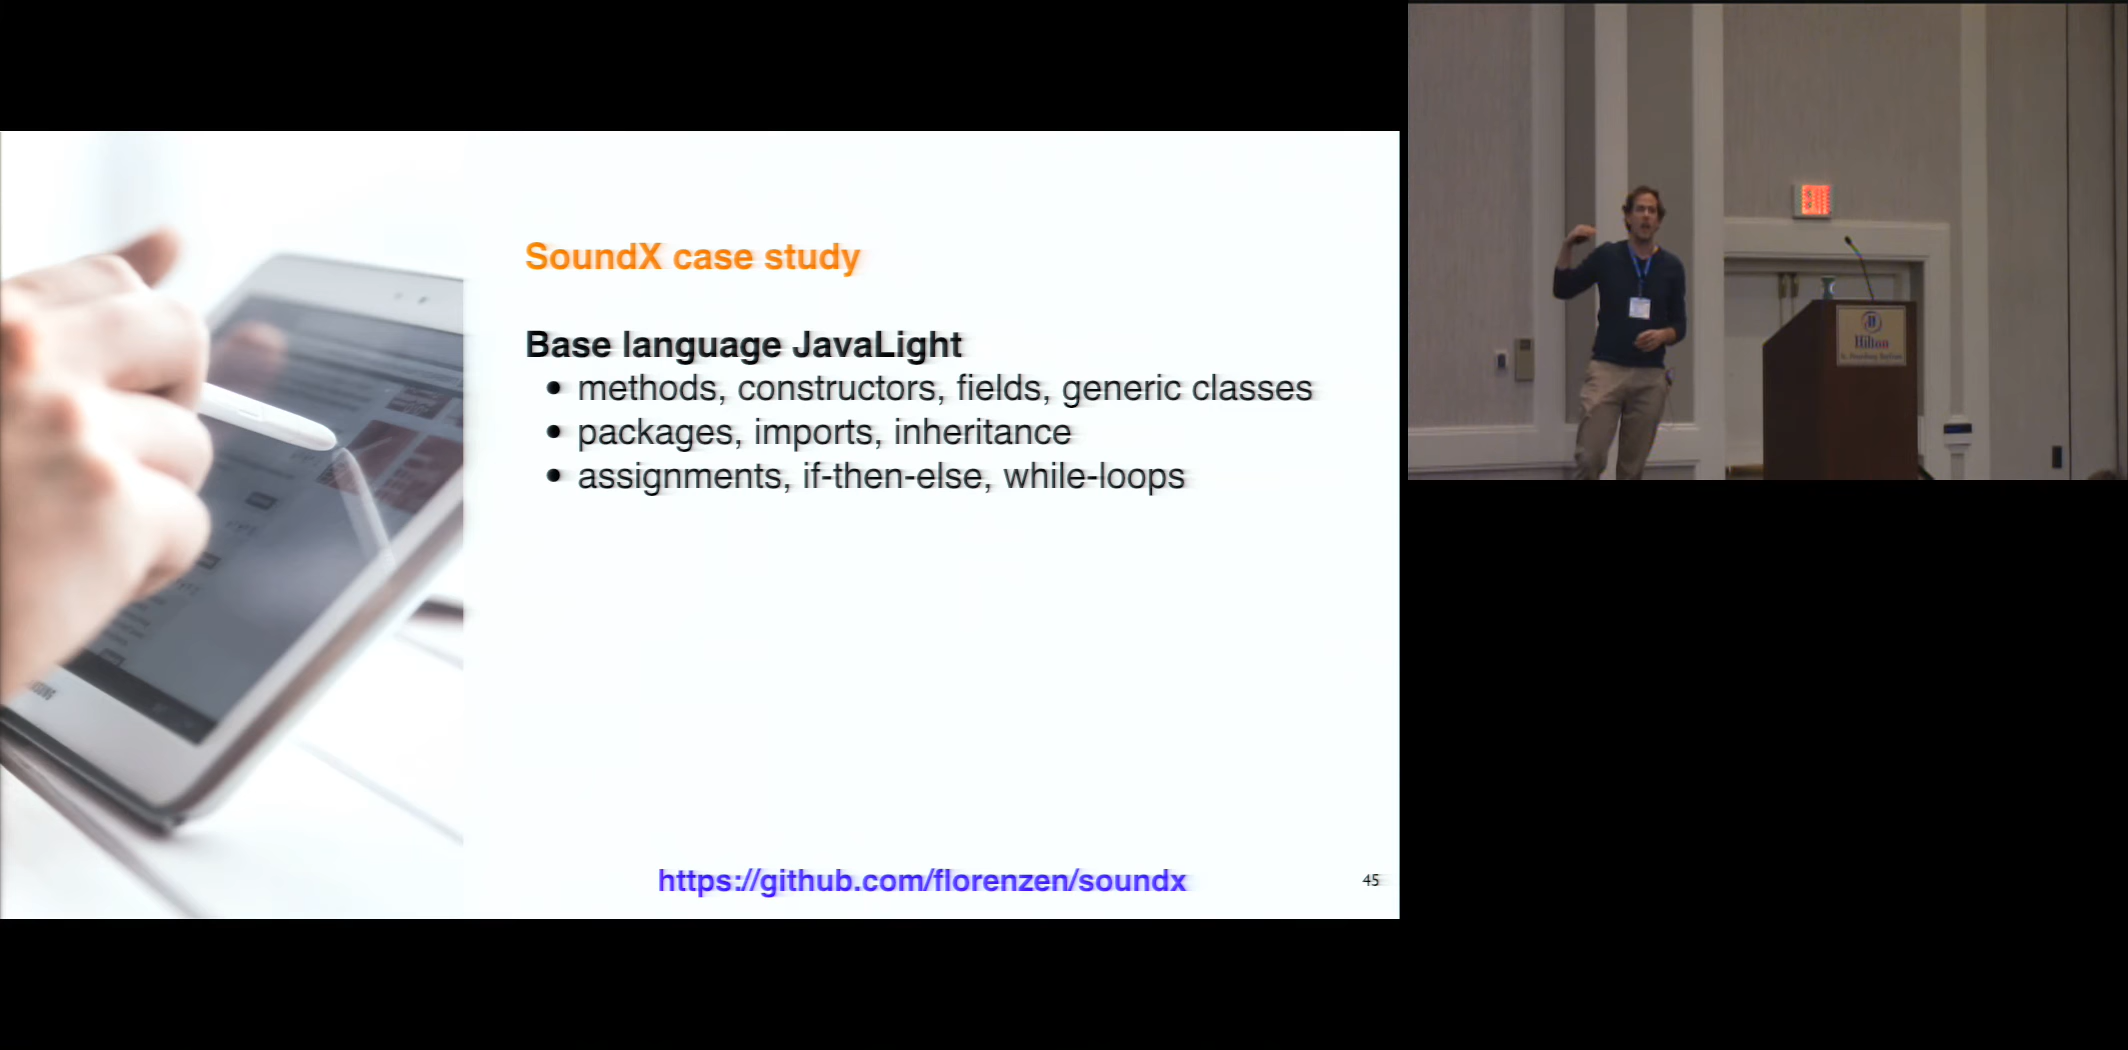 SoundX case study
Base language JavaLight
• methods, constructors, fields, generic classes
• packages, imports, inheritance
• assignments, if-then-else, while-loops
https://github.com/florenzen/soundx
45
Hilton